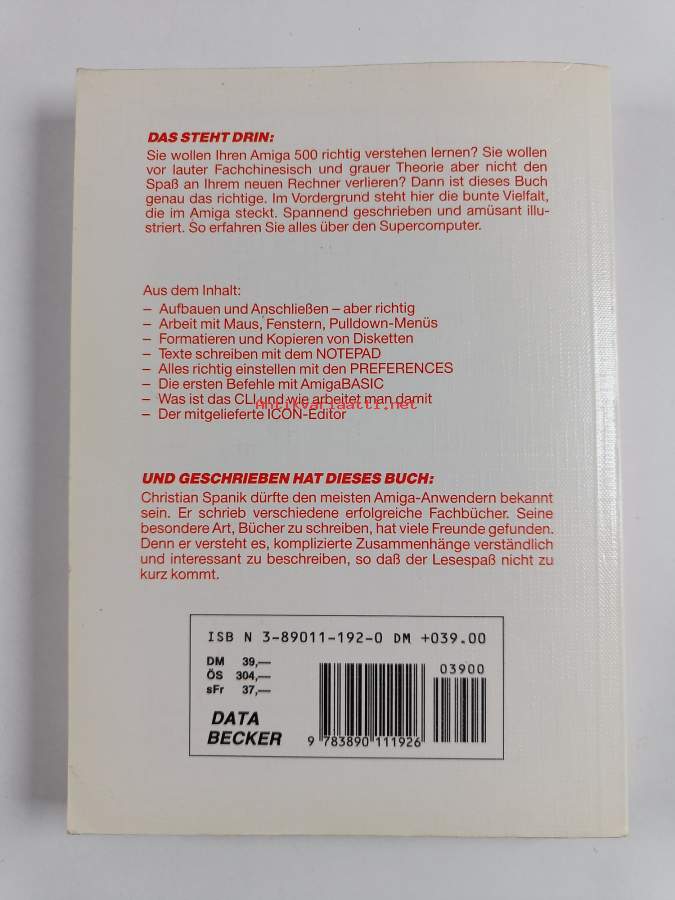 DAS STEHT DRIN:
Sie wollen Ihren Amiga 500 richtig verstehen lernen? Sie wollen
vor lauter Fachchinesisch und grauer Theorie aber nicht den
Spaß an Ihrem neuen Rechner verlieren? Dann ist dieses Buch
genau das richtige. Im Vordergrund steht hier die bunte Vielfalt,
die im Amiga steckt. Spannend geschrieben und amüsant illu-
striert. So erfahren Sie alles über den Supercomputer.
Aus dem Inhalt:
– Aufbauen und Anschließen – aber richtig
– Arbeit mit Maus, Fenstern, Pulldown-Menüs
– Formatieren und Kopieren von Disketten
– Texte schreiben mit dem NOTEPAD
– Alles richtig einstellen mit den PREFERENCES
– Die ersten Befehle mit AmigaBASIC
– Was ist das CLI und wie arbeitet man damit
Antikvariaatti.net
– Der mitgelieferte ICON-Editor
UND GESCHRIEBEN HAT DIESES BUCH:
Christian Spanik dürfte den meisten Amiga-Anwendern bekannt
sein. Er schrieb verschiedene erfolgreiche Fachbücher. Seine
besondere Art, Bücher zu schreiben, hat viele Freunde gefunden.
Denn er versteht es, komplizierte Zusammenhänge verständlich
und interessant zu beschreiben, so daß der Lesespaß nicht zu
kurz kommt.
ISB N 3-89011-192-0 DM +039.00
DM 39,—
ÖS 304,—
sFr 37,—
03900
DATA
BECKER
9 783890 111926